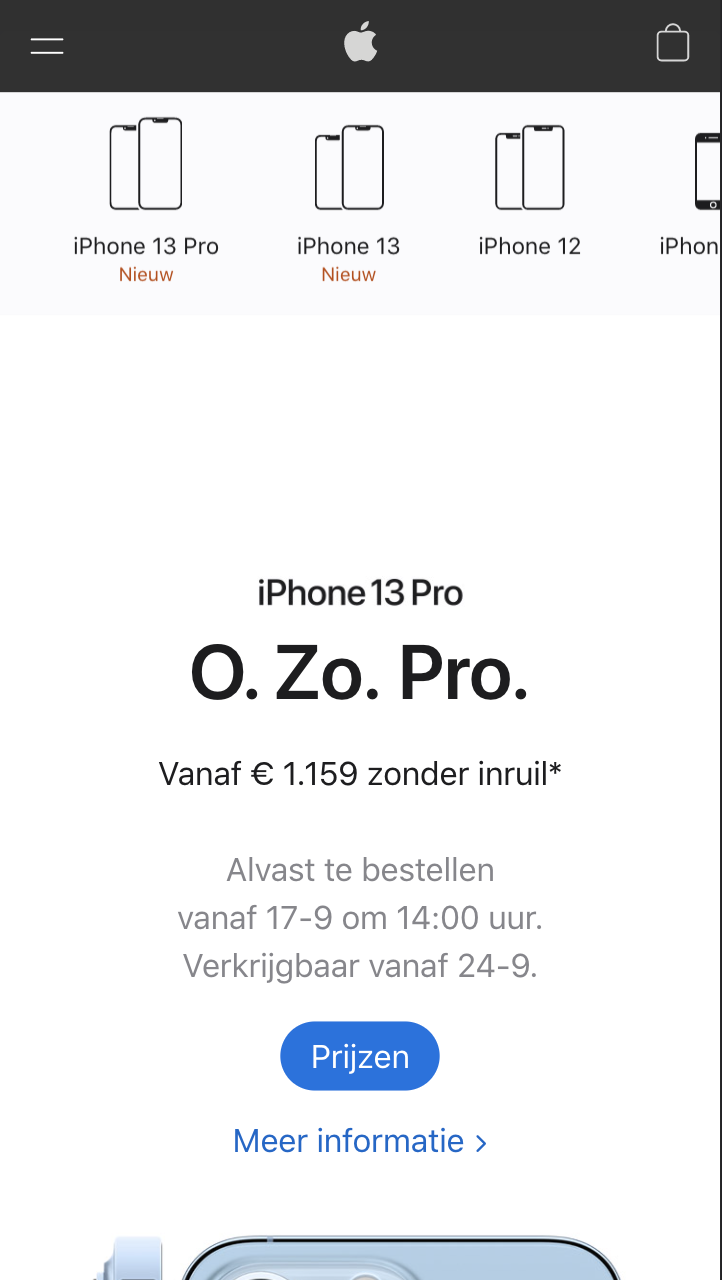 iPhone 13 Pro
Nieuw
iPhone 13
Nieuw
iPhone 12
iPhon
iPhone 13 Pro
O. Zo. Pro.
Vanaf € 1.159 zonder inruil*
Alvast te bestellen
vanaf 17-9 om 14:00 uur.
Verkrijgbaar vanaf 24-9.
Prijzen
Meer informatie >